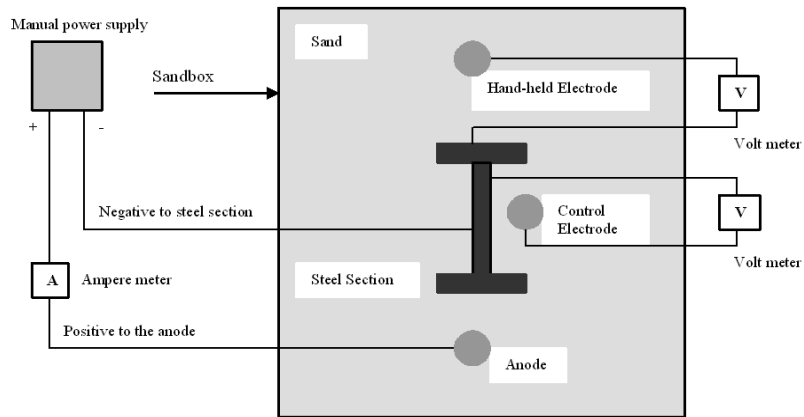 Manual power supply
+
-
Sandbox
Sand
Hand-held Electrode
V
Volt meter
Negative to steel section
Control
Electrode
V
Volt meter
A
Ampere meter
Steel Section
Positive to the anode
Anode